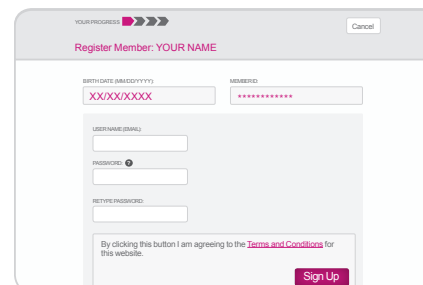 YOUR PROGRESS
Cancel
Register Member: YOUR NAME
BIRTH DATE (MM/DD/YYYY):
MEMBER ID:
XX/XX/XXXX
************
USER NAME (EMAIL):
PASSWORD: ?
RETYPE PASSWORD:
By clicking this button I am agreeing to the Terms and Conditions for
this website.
Sign Up